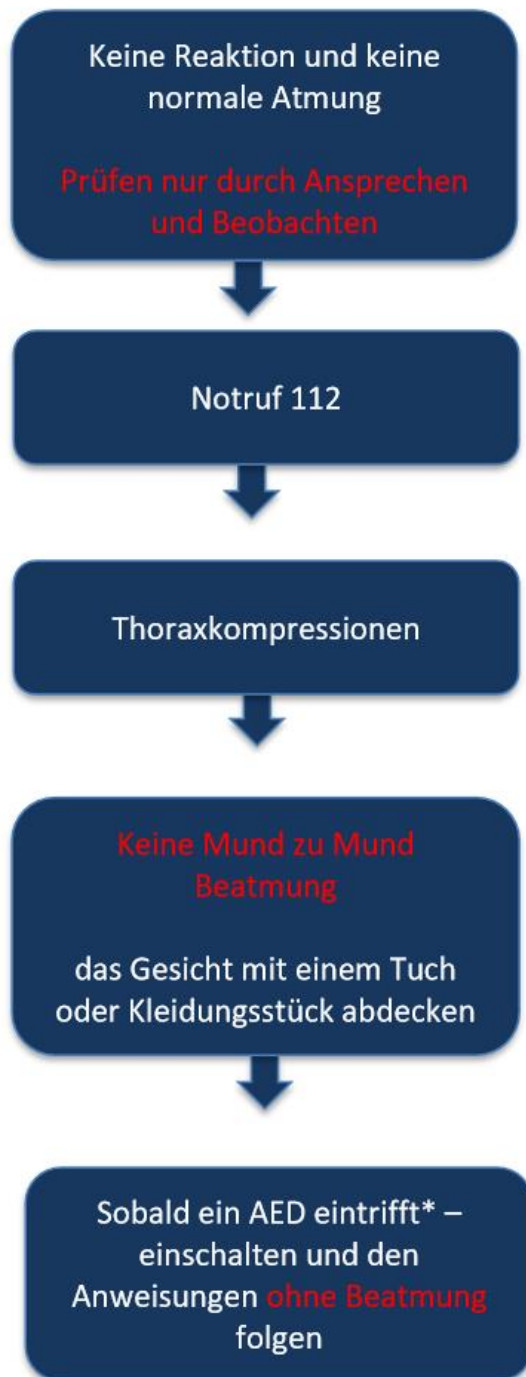 Keine Reaktion und keine
normale Atmung
Prüfen nur durch Ansprechen
und Beobachten
Notruf 112
Thoraxkompressionen
Keine Mund zu Mund
Beatmung
das Gesicht mit einem Tuch
oder Kleidungsstück abdecken
Sobald ein AED eintrifft* –
einschalten und den
Anweisungen ohne Beatmung
folgen